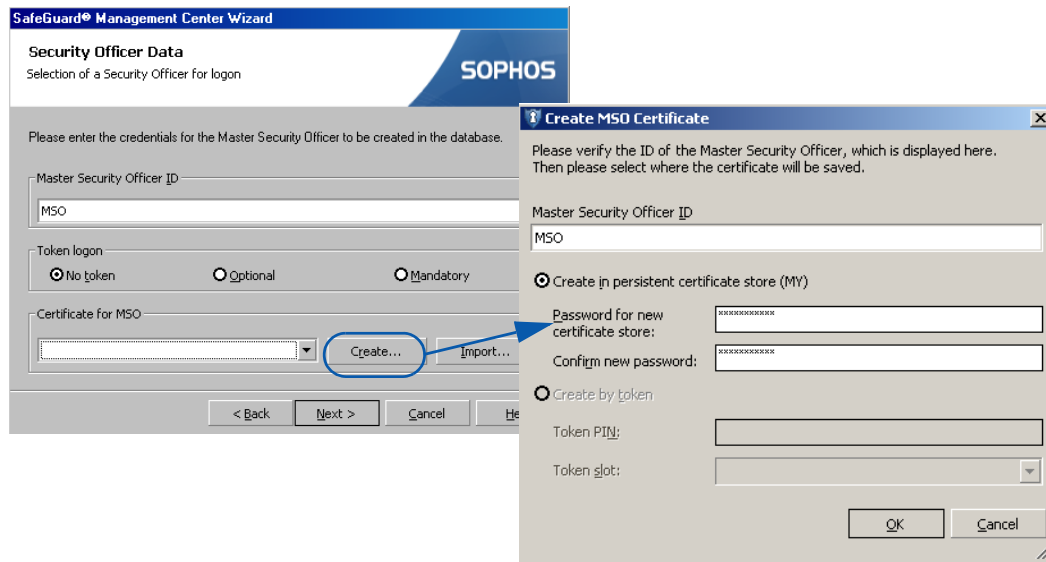 SafeGuard® Management Center Wizard
Security Officer Data
Selection of a Security Officer for logon
SOPHOS
Please enter the credentials for the Master Security Officer to be created in the database.
Master Security Officer ID
MSO
Token logon
No token
Optional
Mandatory
Certificate for MSO
Create...
Import...
< Back
Next >
Cancel
He
Create MSO Certificate
Please verify the ID of the Master Security Officer, which is displayed here.
Then please select where the certificate will be saved.
Master Security Officer ID
MSO
Create in persistent certificate store (MY)
Password for new
certificate store:
xxxxxxxxxxx
Confirm new password:
xxxxxxxxxxx
Create by token
Token PIN:
Token slot:
OK
Cancel